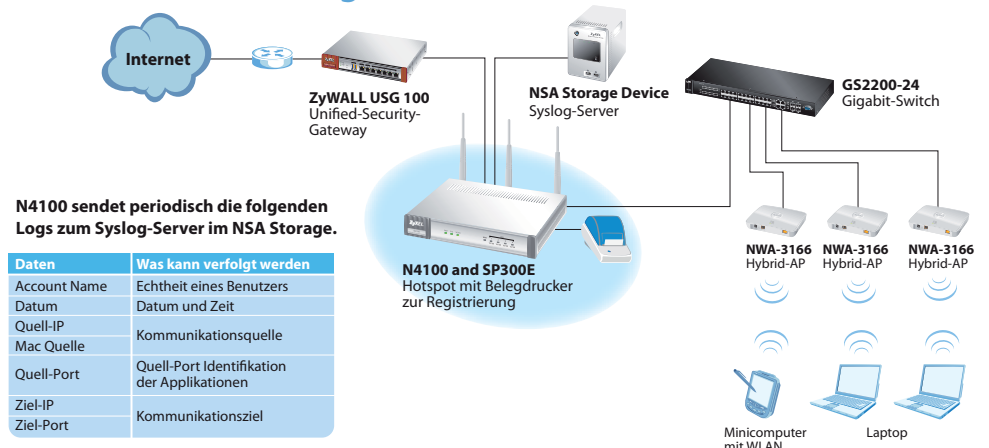 Internet
ZyWALL USG 100
Unified-Security-
Gateway
NSA Storage Device
Syslog-Server
GS2200-24
Gigabit-Switch
N4100 sendet periodisch die folgenden
Logs zum Syslog-Server im NSA Storage.
Daten Was kann verfolgt werden
Account Name Echtheit eines Benutzers
Datum Datum und Zeit
Quell-IP
Mac Quelle
Kommunikationsquelle
Quell-Port
Quell-Port Identifikation
der Applikationen
Ziel-IP
Ziel-Port
Kommunikationsziel
ZyXEL
N4100 and SP300E
Hotspot mit Belegdrucker
zur Registrierung
NWA-3166
Hybrid-AP
NWA-3166
Hybrid-AP
NWA-3166
Hybrid-AP
Minicomputer
mit WLAN
Laptop